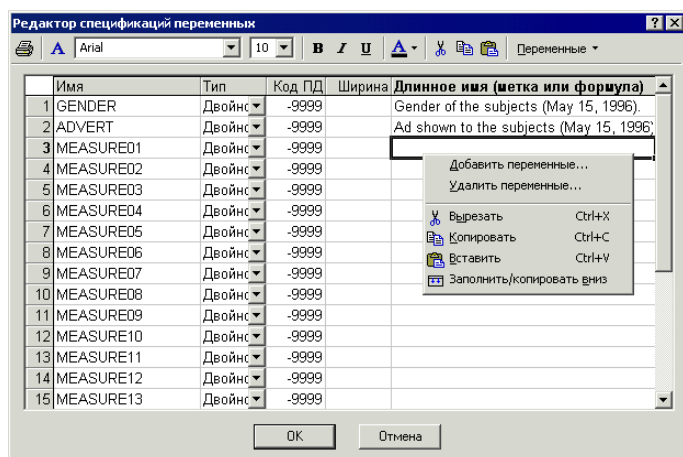 Редактор спецификаций переменных
Arial 10 B I U A Переменные
Имя Тип Код ПД Ширина Длинное имя (метка или формула)
1 GENDER Двойнс -9999 Gender of the subjects (May 15, 1996).
2 ADVERT Двойнс -9999 Ad shown to the subjects (May 15, 1996)
3 MEASURE01 Двойнс -9999
4 MEASURE02 Двойнс -9999
5 MEASURE03 Двойнс -9999
6 MEASURE04 Двойнс -9999
7 MEASURE05 Двойнс -9999
8 MEASURE06 Двойнс -9999
9 MEASURE07 Двойнс -9999
10 MEASURE08 Двойнс -9999
11 MEASURE09 Двойнс -9999
12 MEASURE10 Двойнс -9999
13 MEASURE11 Двойнс -9999
14 MEASURE12 Двойнс -9999
15 MEASURE13 Двойнс -9999
Добавить переменные...
Удалить переменные...
Вырезать Ctrl+X
Копировать Ctrl+C
Вставить Ctrl+V
Заполнить/копировать вниз
OK Отмена